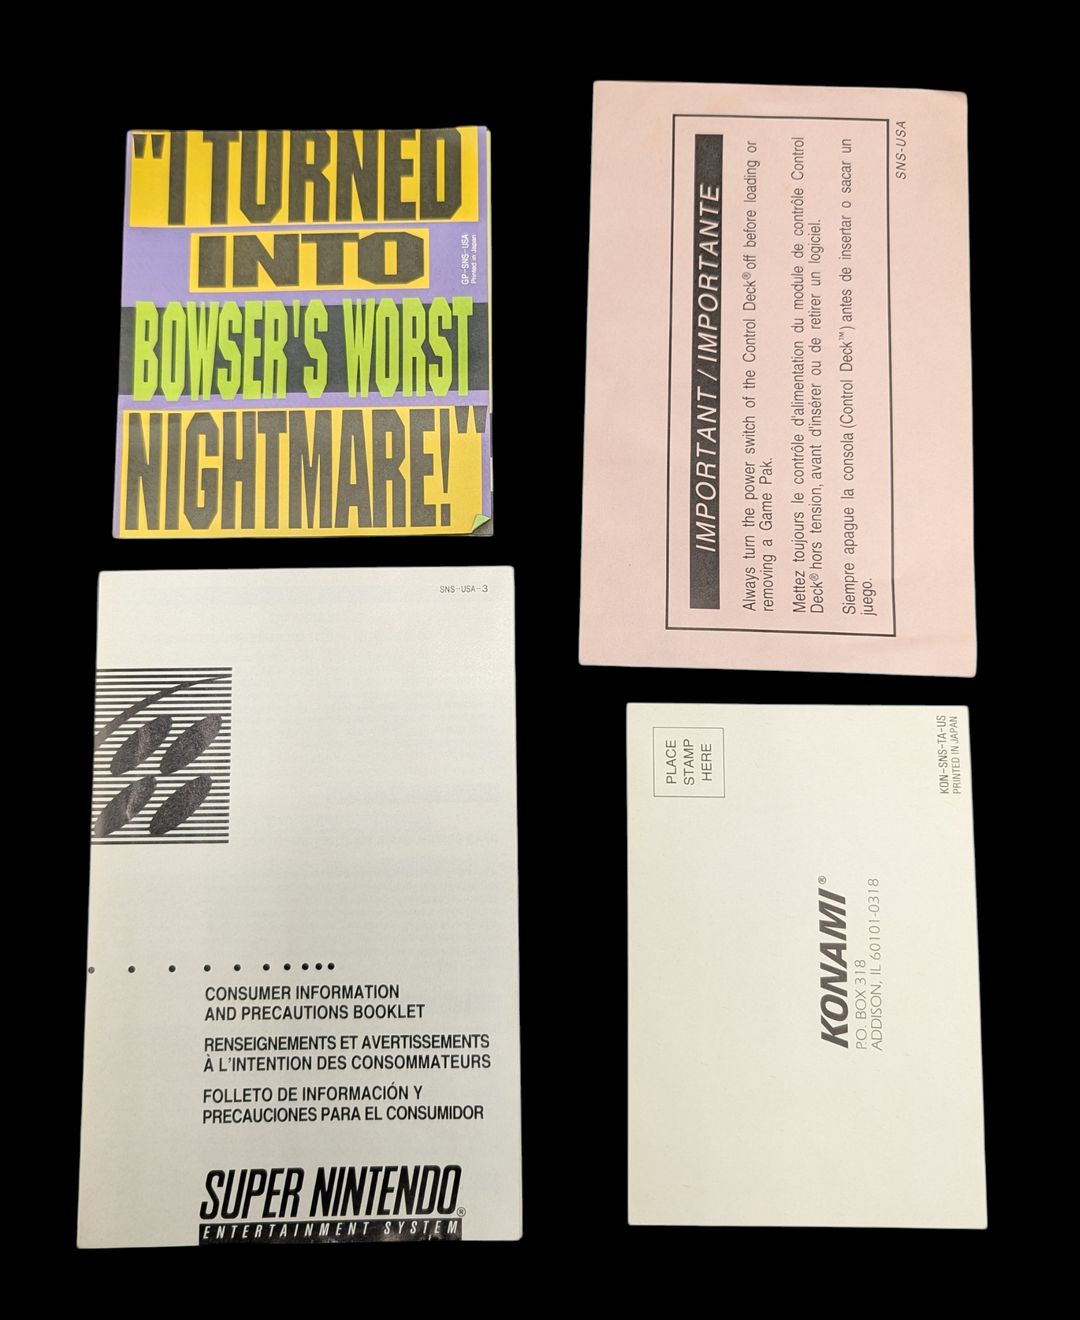 "I TURNED
INTO
BOWSER'S WORST
NIGHTMARE!"
GP-SNS-USA
Printed in Japan
IMPORTANT / IMPORTANTE
Always turn the power switch of the Control Deck® off before loading or
removing a Game Pak.
Mettez toujours le contrôle d'alimentation du module de contrôle Control
Deck® hors tension, avant d'insérer ou de retirer un logiciel.
Siempre apague la consola (Control Deck™) antes de insertar o sacar un
juego.
SNS-USA
SNS-USA-3
CONSUMER INFORMATION
AND PRECAUTIONS BOOKLET
RENSEIGNEMENTS ET AVERTISSEMENTS
À L'INTENTION DES CONSOMMATEURS
FOLLETO DE INFORMACIÓN Y
PRECAUCIONES PARA EL CONSUMIDOR
SUPER NINTENDO®
ENTERTAINMENT SYSTEM
PLACE
STAMP
HERE
KONAMI®
P.O. BOX 318
ADDISON, IL 60101-0318
KON-SNS-TA-US
PRINTED IN JAPAN